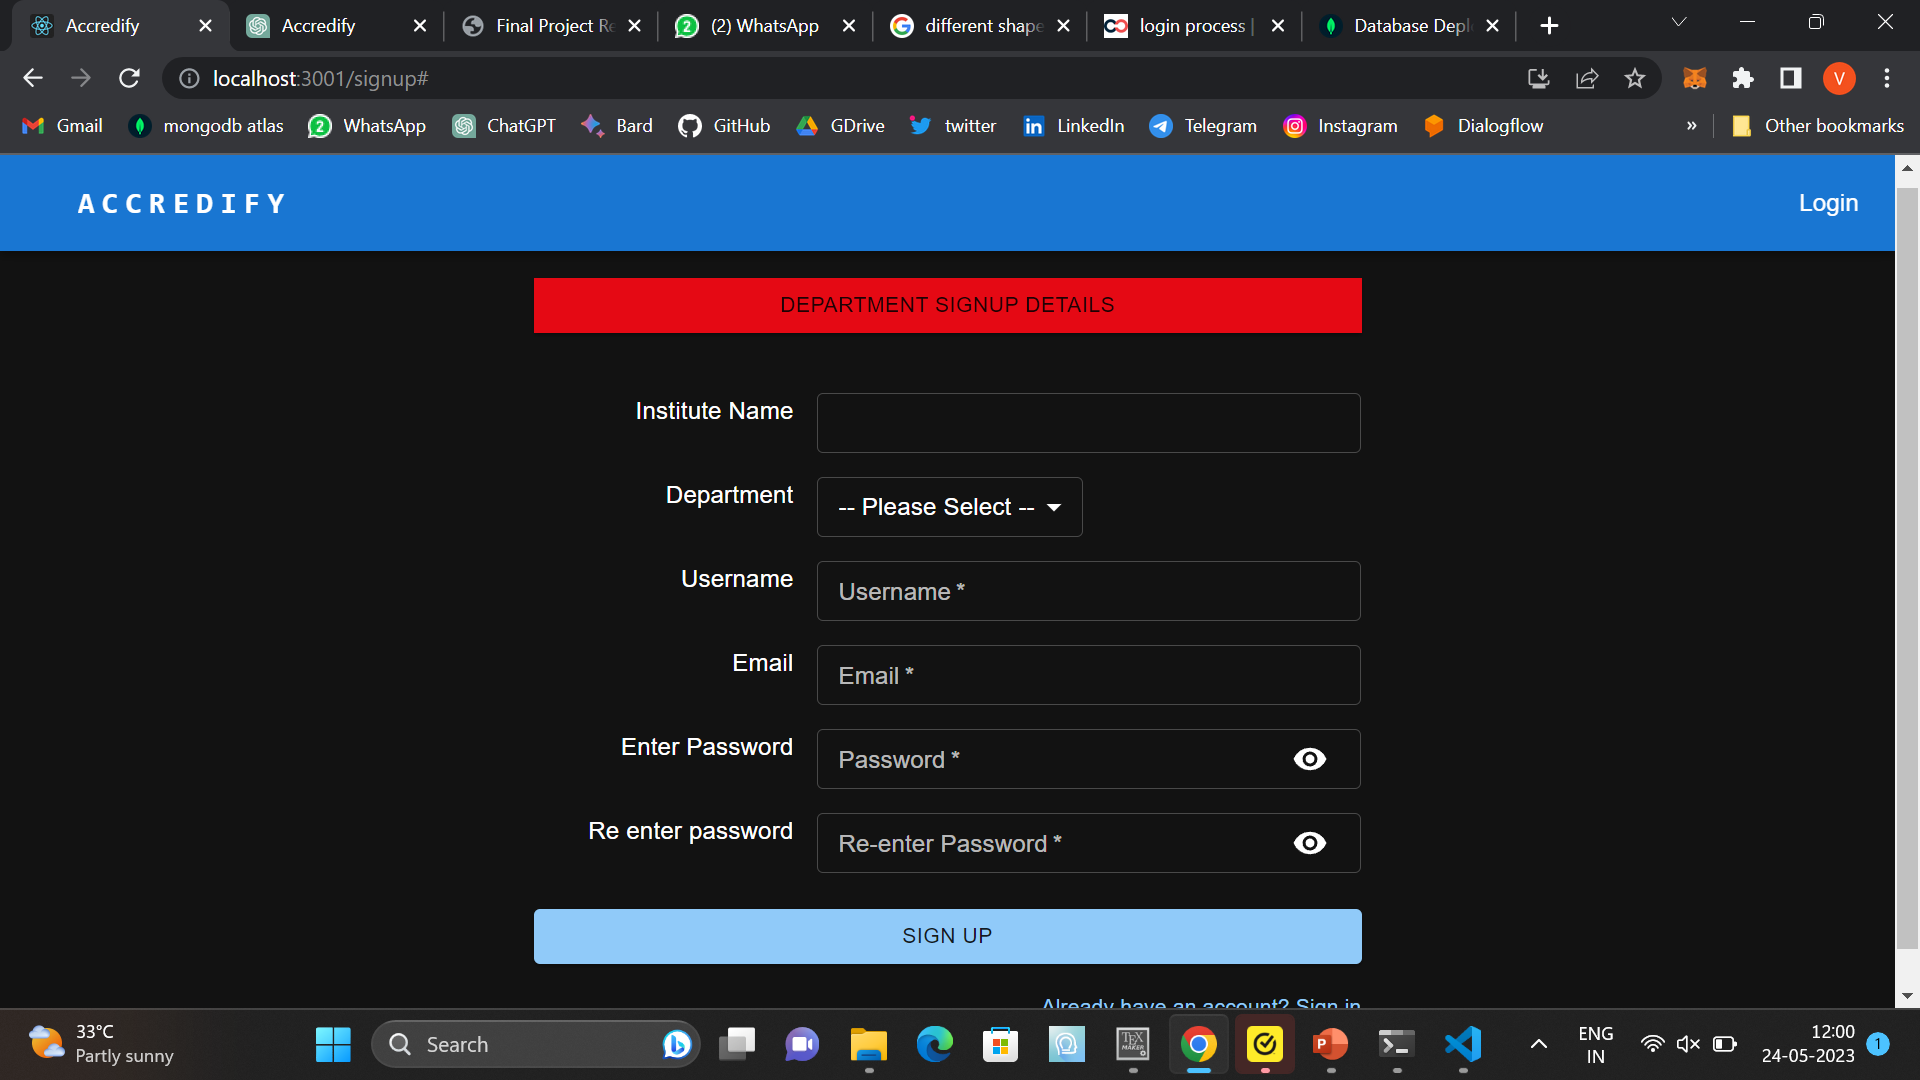 Accredify
Accredify
Final Project Re
(2) WhatsApp
different shape
login process |
Database Depl
localhost:3001/signup#
V
Gmail
mongodb atlas
2
WhatsApp
ChatGPT
Bard
GitHub
GDrive
twitter
LinkedIn
Telegram
Instagram
Dialogflow
»
Other bookmarks
ACCREDIFY
Login
DEPARTMENT SIGNUP DETAILS
Institute Name
Department
-- Please Select --
Username
Username *
Email
Email *
Enter Password
Password *
Re enter password
Re-enter Password *
SIGN UP
Already have an account? Sign in
33°C
Partly sunny
Search
ENG
IN
12:00
24-05-2023
1